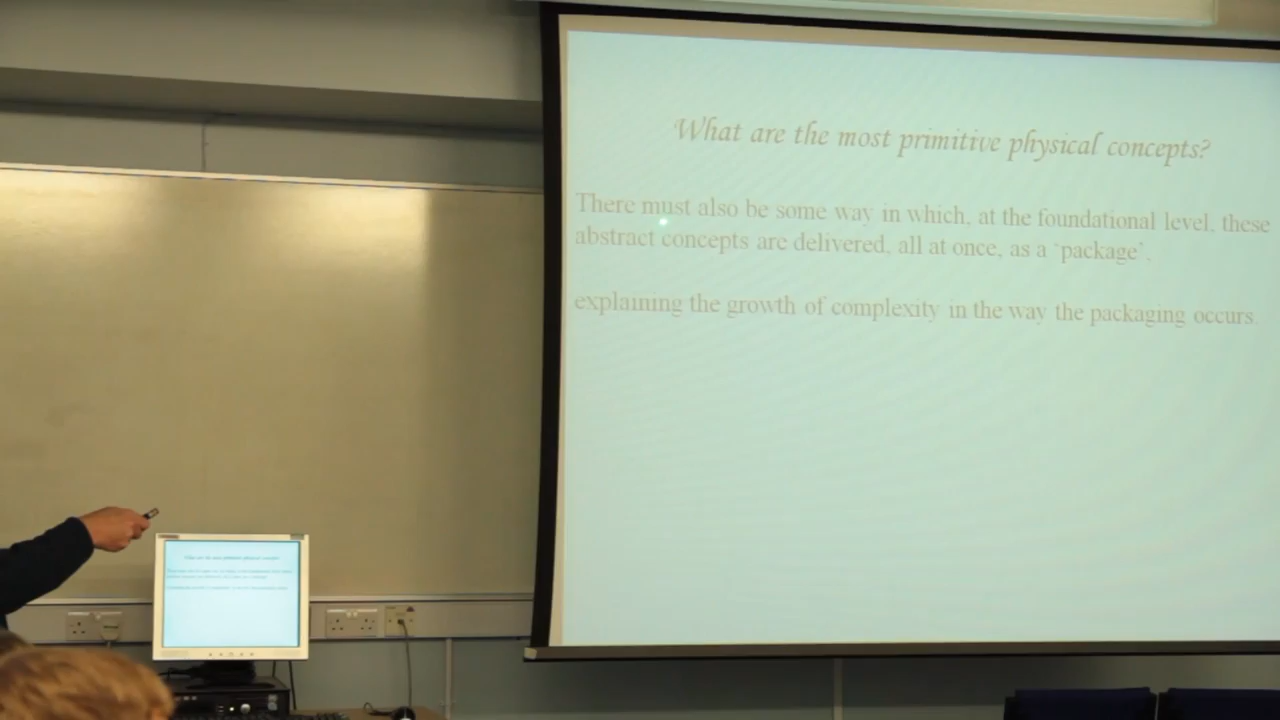 What are the most primitive physical concepts?
There must also be some way in which, at the foundational level, these
abstract concepts are delivered, all at once, as a ‘package’,
explaining the growth of complexity in the way the packaging occurs.